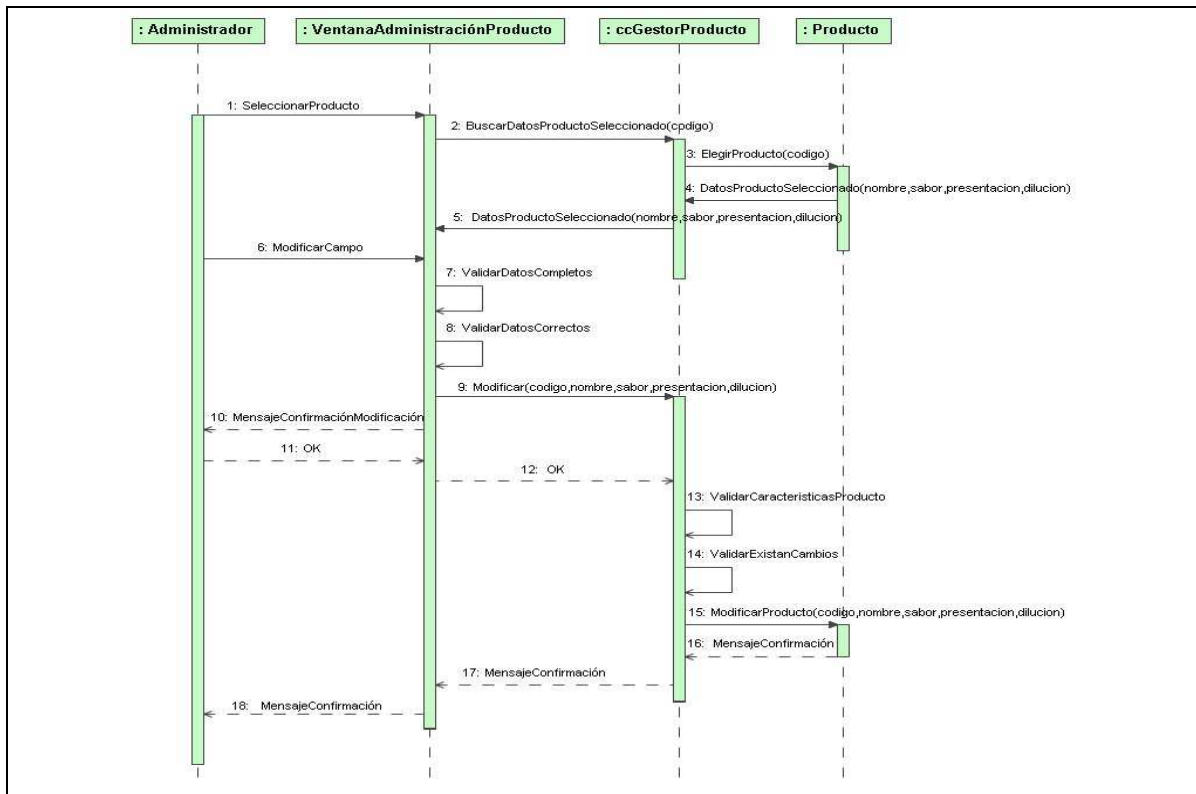 : Administrador
: VentanaAdministraciónProducto
: ccGestorProducto
: Producto
1: SeleccionarProducto
2: BuscarDatosProductoSeleccionado(codigo)
3: ElegirProducto(codigo)
4: DatosProductoSeleccionado(nombre,sabor,presentacion,dilucion)
5: DatosProductoSeleccionado(nombre,sabor,presentacion,dilucion)
6: ModificarCampo
7: ValidarDatosCompletos
8: ValidarDatosCorrectos
9: Modificar(codigo,nombre,sabor,presentacion,dilucion)
10: MensajeConfirmaciónModificación
11: OK
12: OK
13: ValidarCaracteristicasProducto
14: ValidarExistanCambios
15: ModificarProducto(codigo,nombre,sabor,presentacion,dilucion)
16: MensajeConfirmación
17: MensajeConfirmación
18: MensajeConfirmación